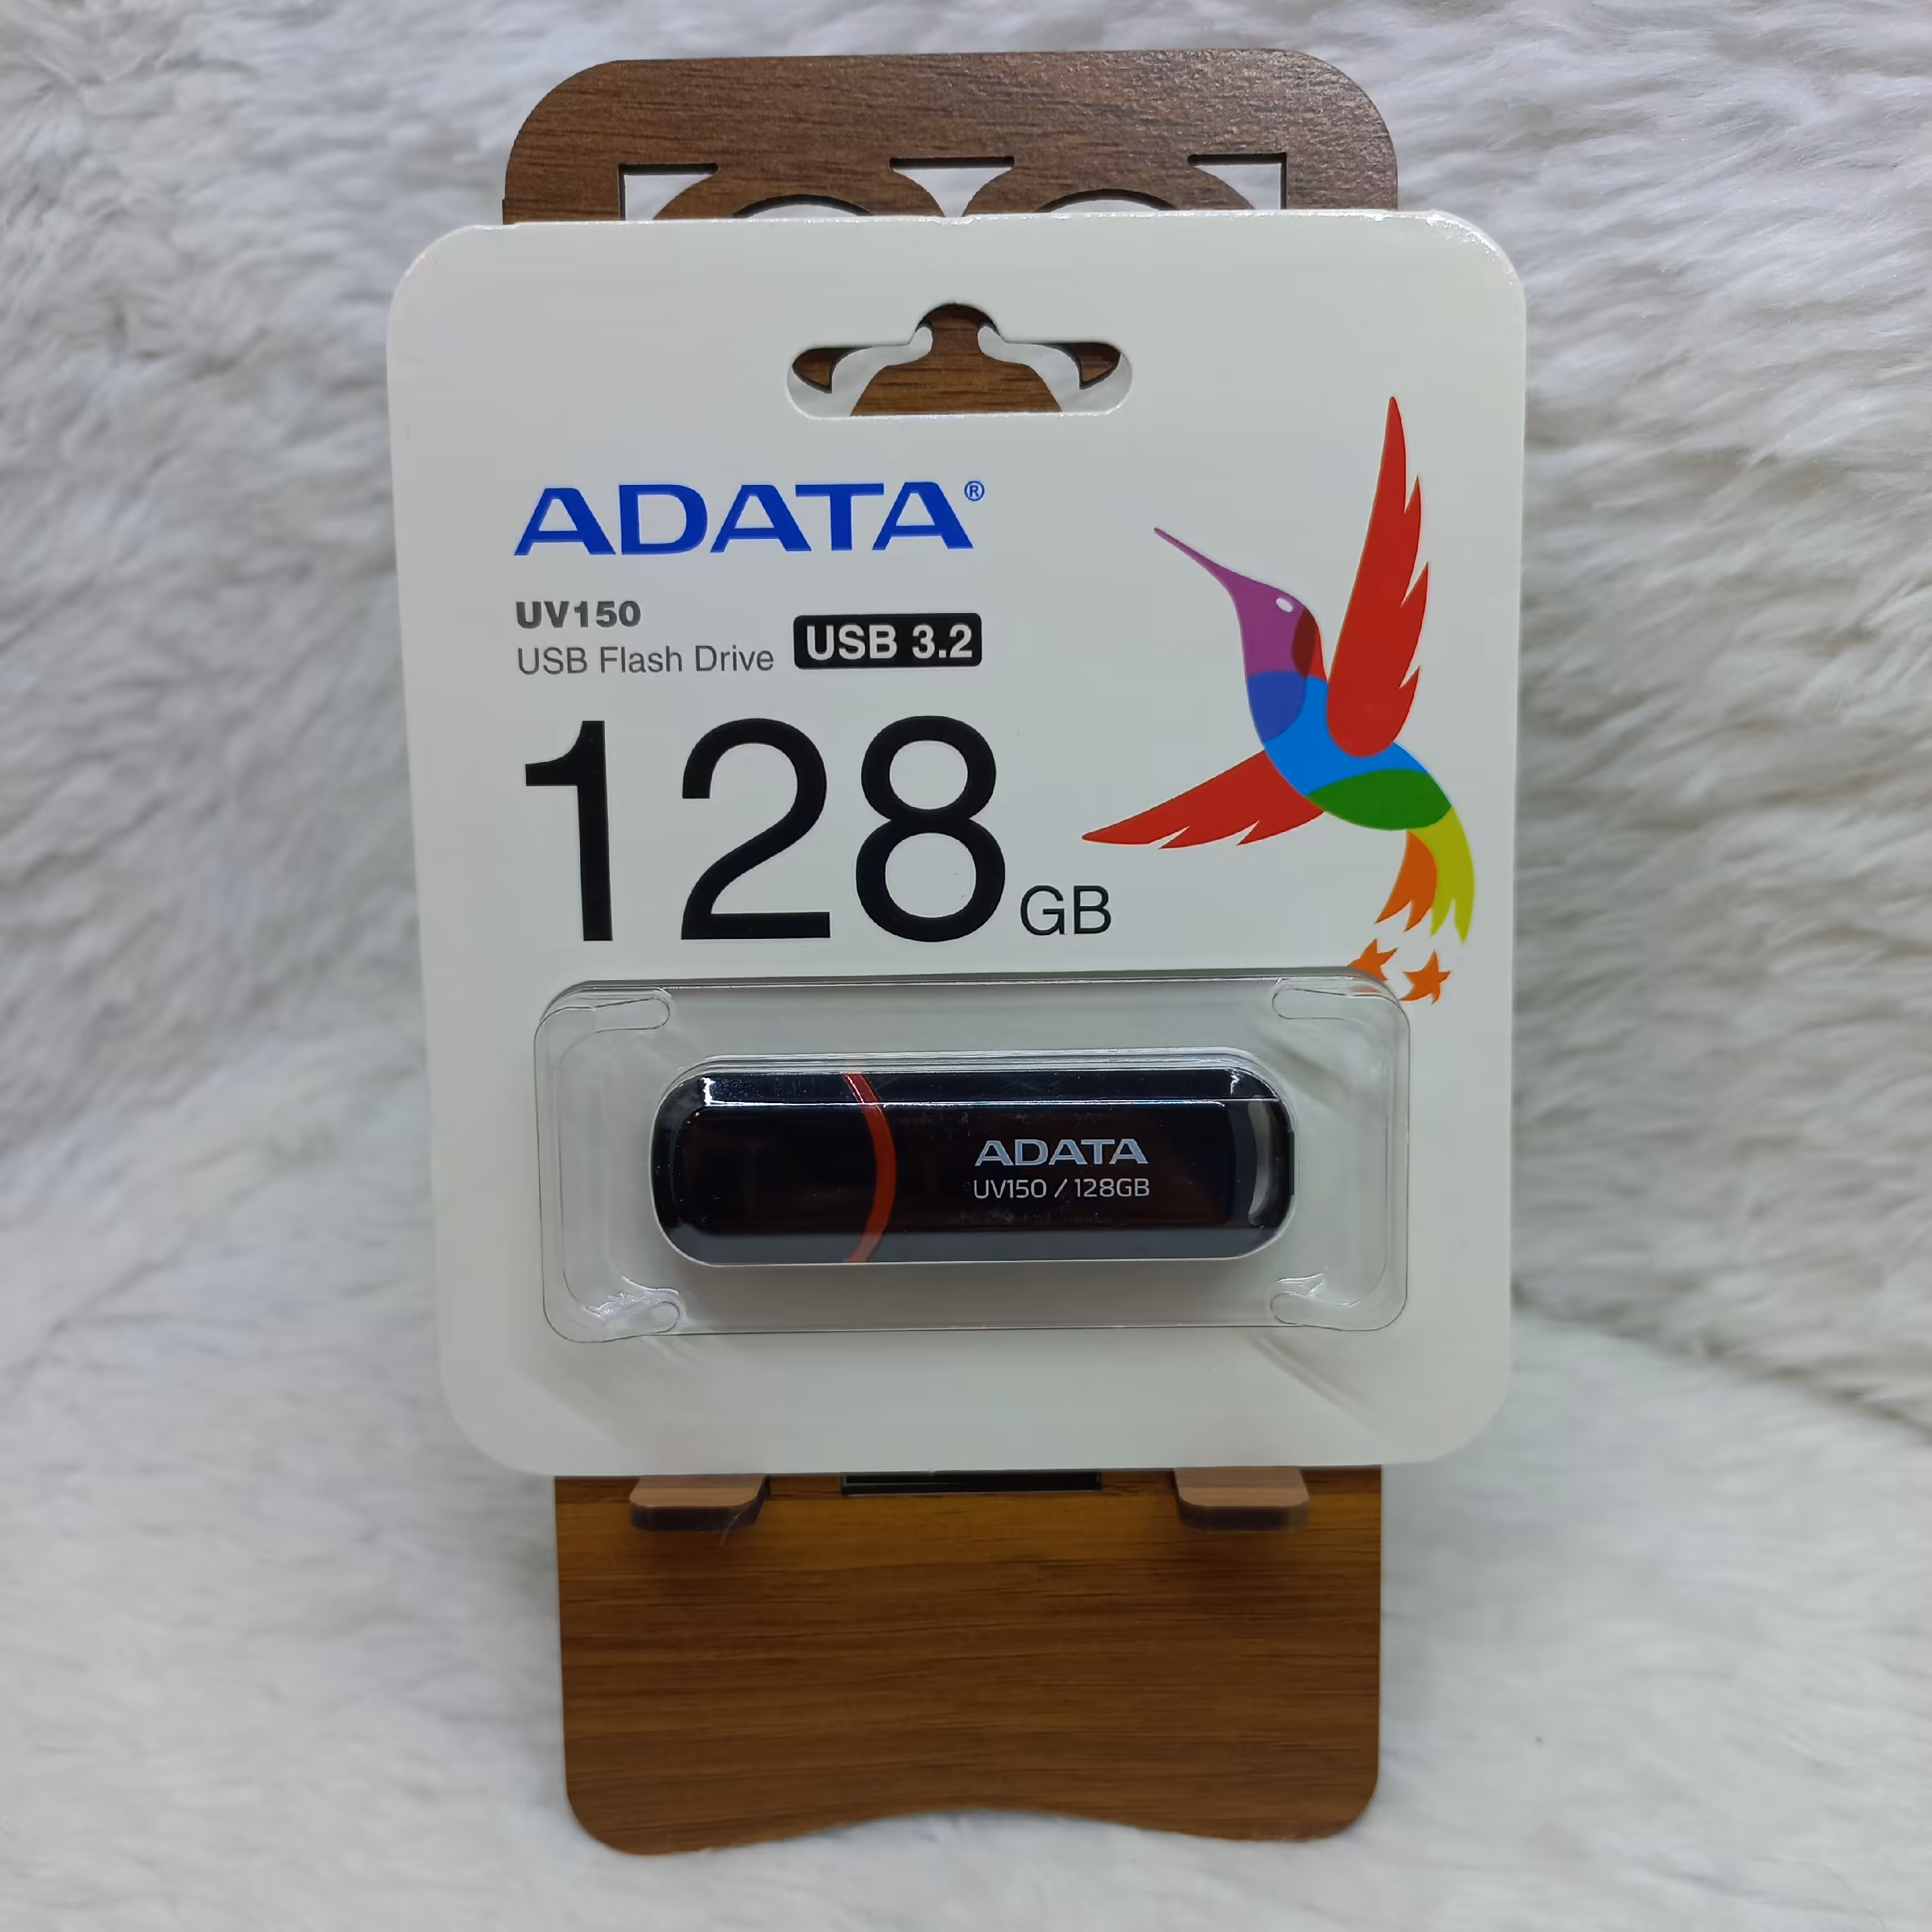 ADATA®
UV150
USB Flash Drive USB 3.2
128 GB
ADATA
UV150 / 128GB